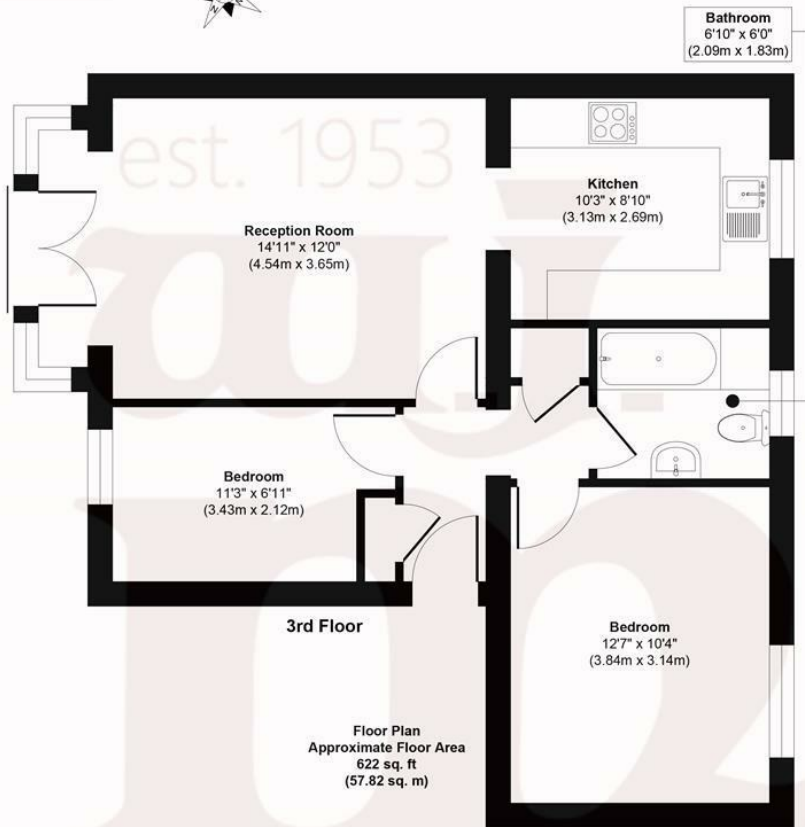 Bathroom
6'10" x 6'0"
(2.09m x 1.83m)
est. 1953
Kitchen
10'3" x 8'10"
(3.13m x 2.69m)
Reception Room
14'11" x 12'0"
(4.54m x 3.65m)
Bedroom
11'3" x 6'11"
(3.43m x 2.12m)
3rd Floor
Bedroom
12'7" x 10'4"
(3.84m x 3.14m)
Floor Plan
Approximate Floor Area
622 sq. ft
(57.82 sq. m)